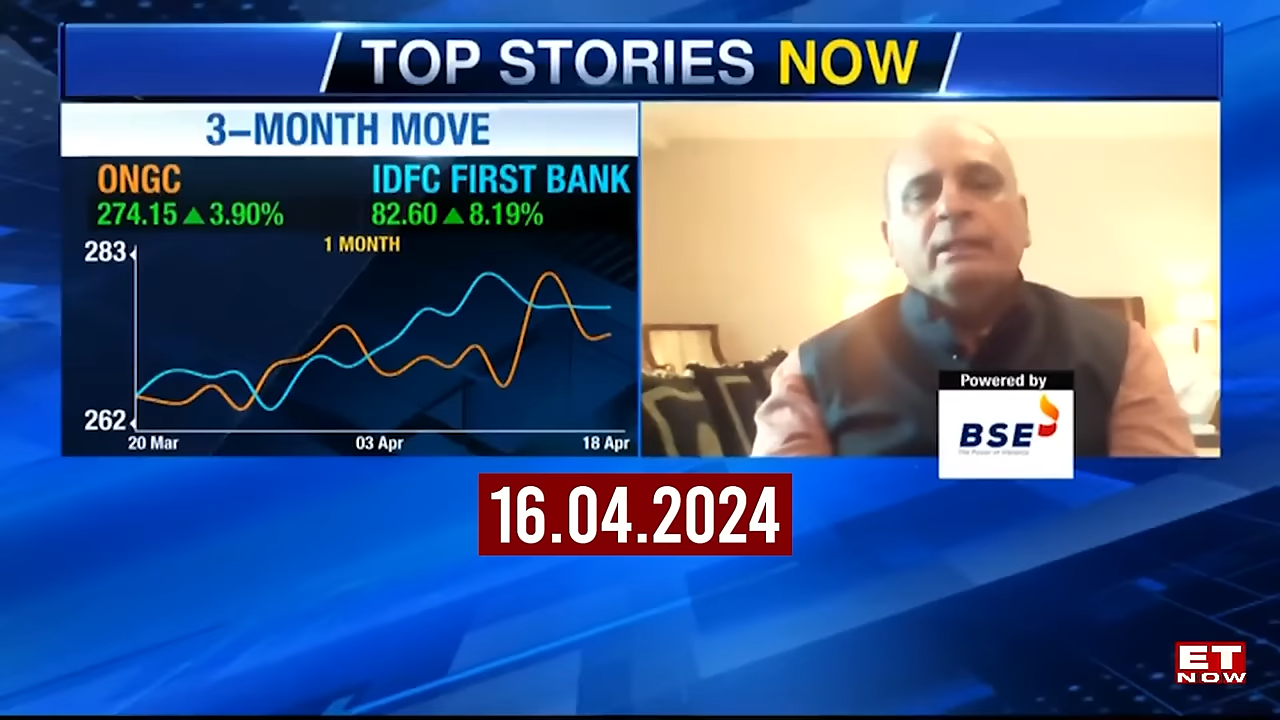 TOP STORIES NOW
3–MONTH MOVE
ONGC
274.15▲3.90%
IDFC FIRST BANK
82.60▲8.19%
1 MONTH
283
262
20 Mar
03 Apr
18 Apr
Powered by
BSE
16.04.2024
ET
NOW